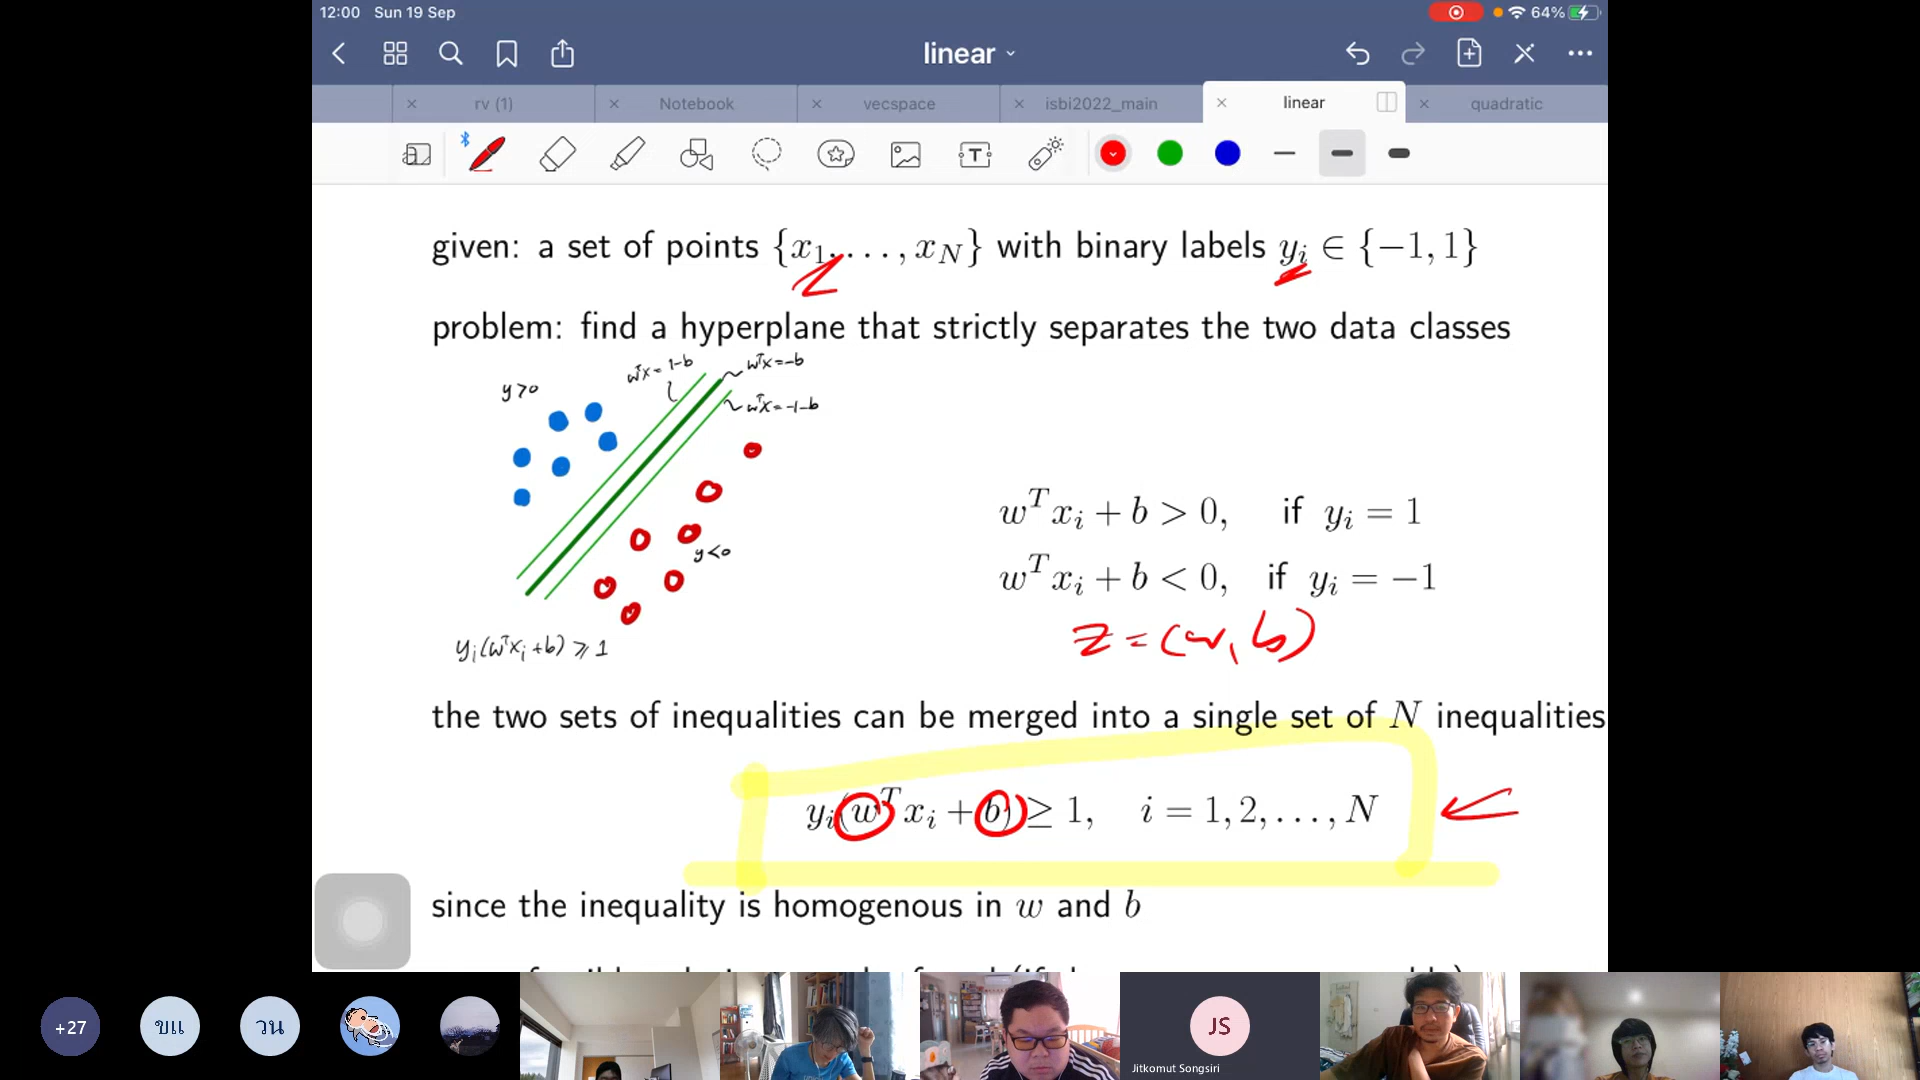 12:00 Sun 19 Sep
64%
linear
rv (1)
Notebook
vecspace
isbi2022_main
linear
quadratic
given: a set of points {x₁, . . . , x_N} with binary labels yᵢ ∈ {−1, 1}
problem: find a hyperplane that strictly separates the two data classes
y>0
wᵀx = 1-b
wᵀx = -b
wᵀx = -1-b
y<0
yᵢ(wᵀxᵢ+b) ≥ 1
wᵀxᵢ + b > 0, if yᵢ = 1
wᵀxᵢ + b < 0, if yᵢ = −1
z = (w, b)
the two sets of inequalities can be merged into a single set of N inequalities
yᵢ(wᵀxᵢ + b) ≥ 1, i = 1, 2, . . . , N
since the inequality is homogenous in w and b
+27
ขแ
วน
JS
Jitkomut Songsiri